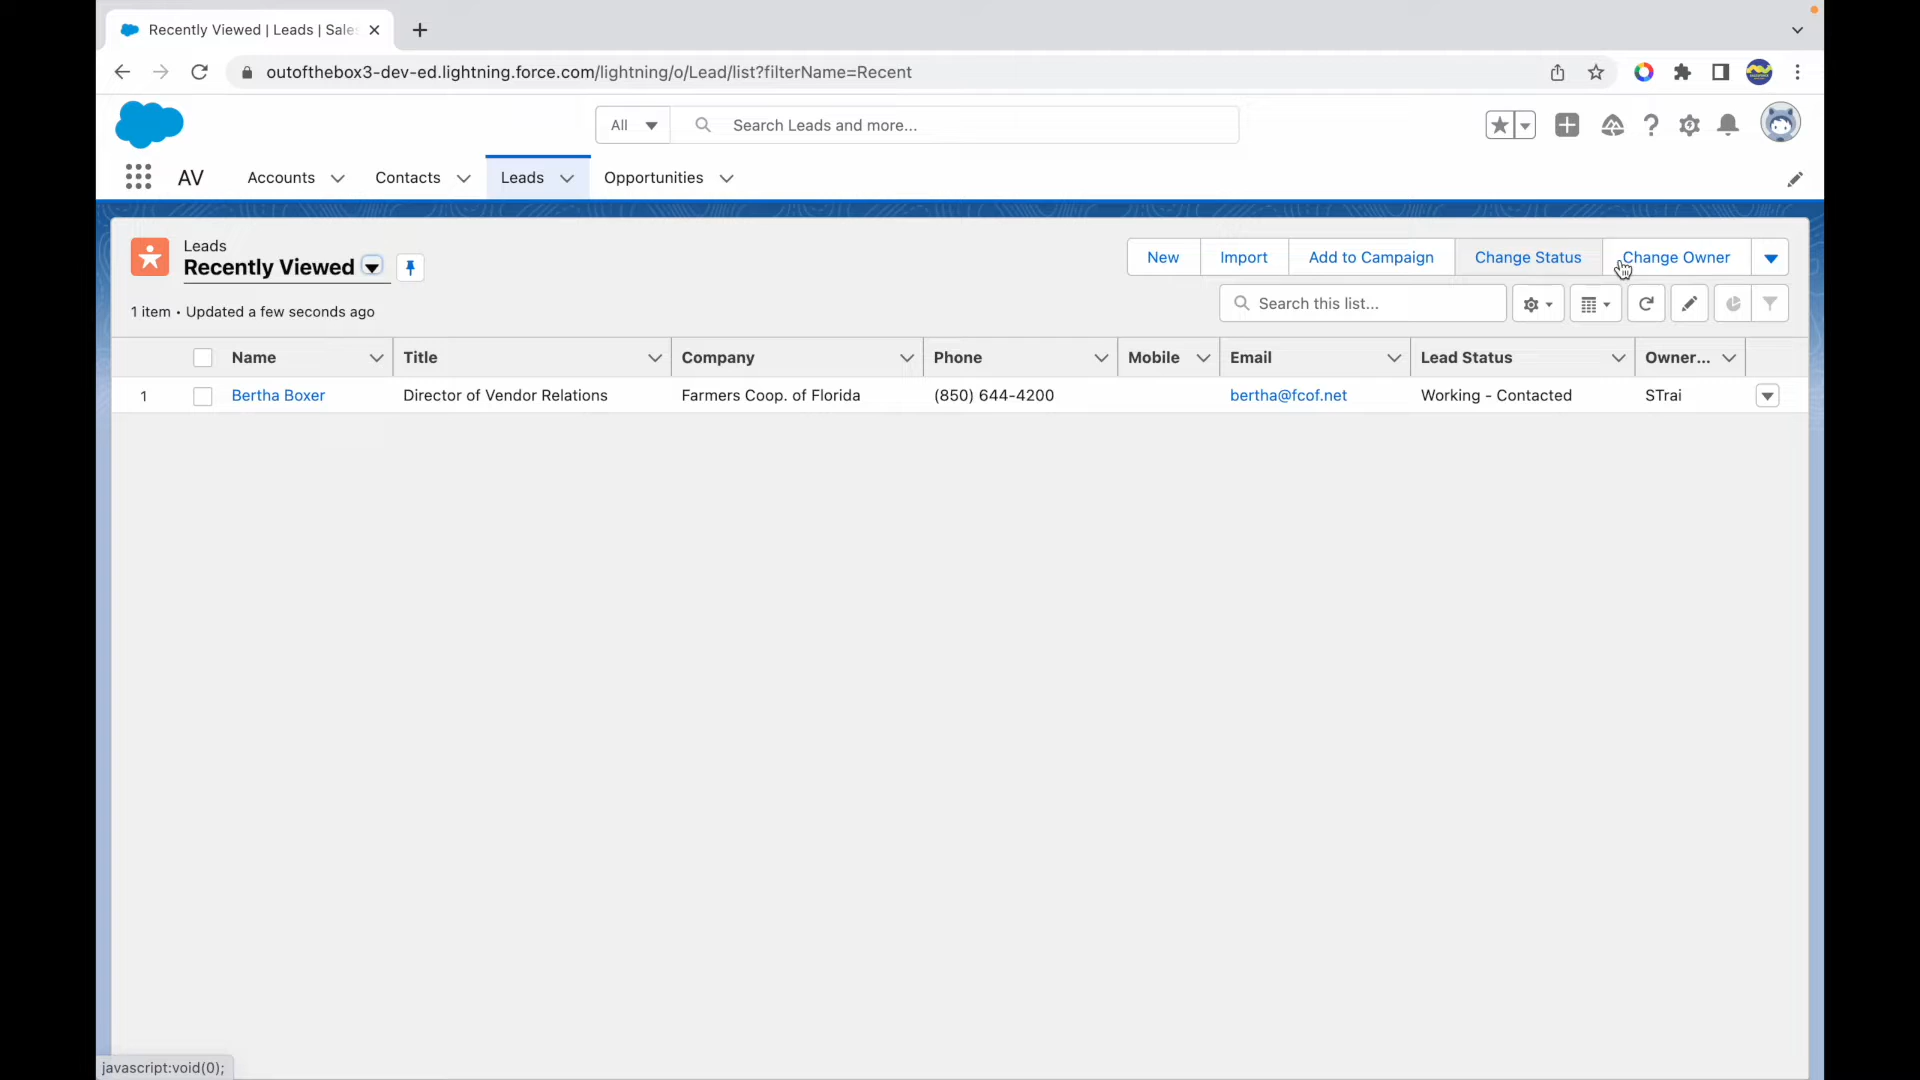 Recently Viewed | Leads | Sale
outofthebox3-dev-ed.lightning.force.com/lightning/o/Lead/list?filterName=Recent
All
Search Leads and more...
AV
Accounts
Contacts
Leads
Opportunities
Leads
Recently Viewed
New
Import
Add to Campaign
Change Status
Change Owner
1 item • Updated a few seconds ago
Search this list...
Name Title Company Phone Mobile Email Lead Status Owner...
1 Bertha Boxer Director of Vendor Relations Farmers Coop. of Florida (850) 644-4200 bertha@fcof.net Working - Contacted STrai
javascript:void(0);